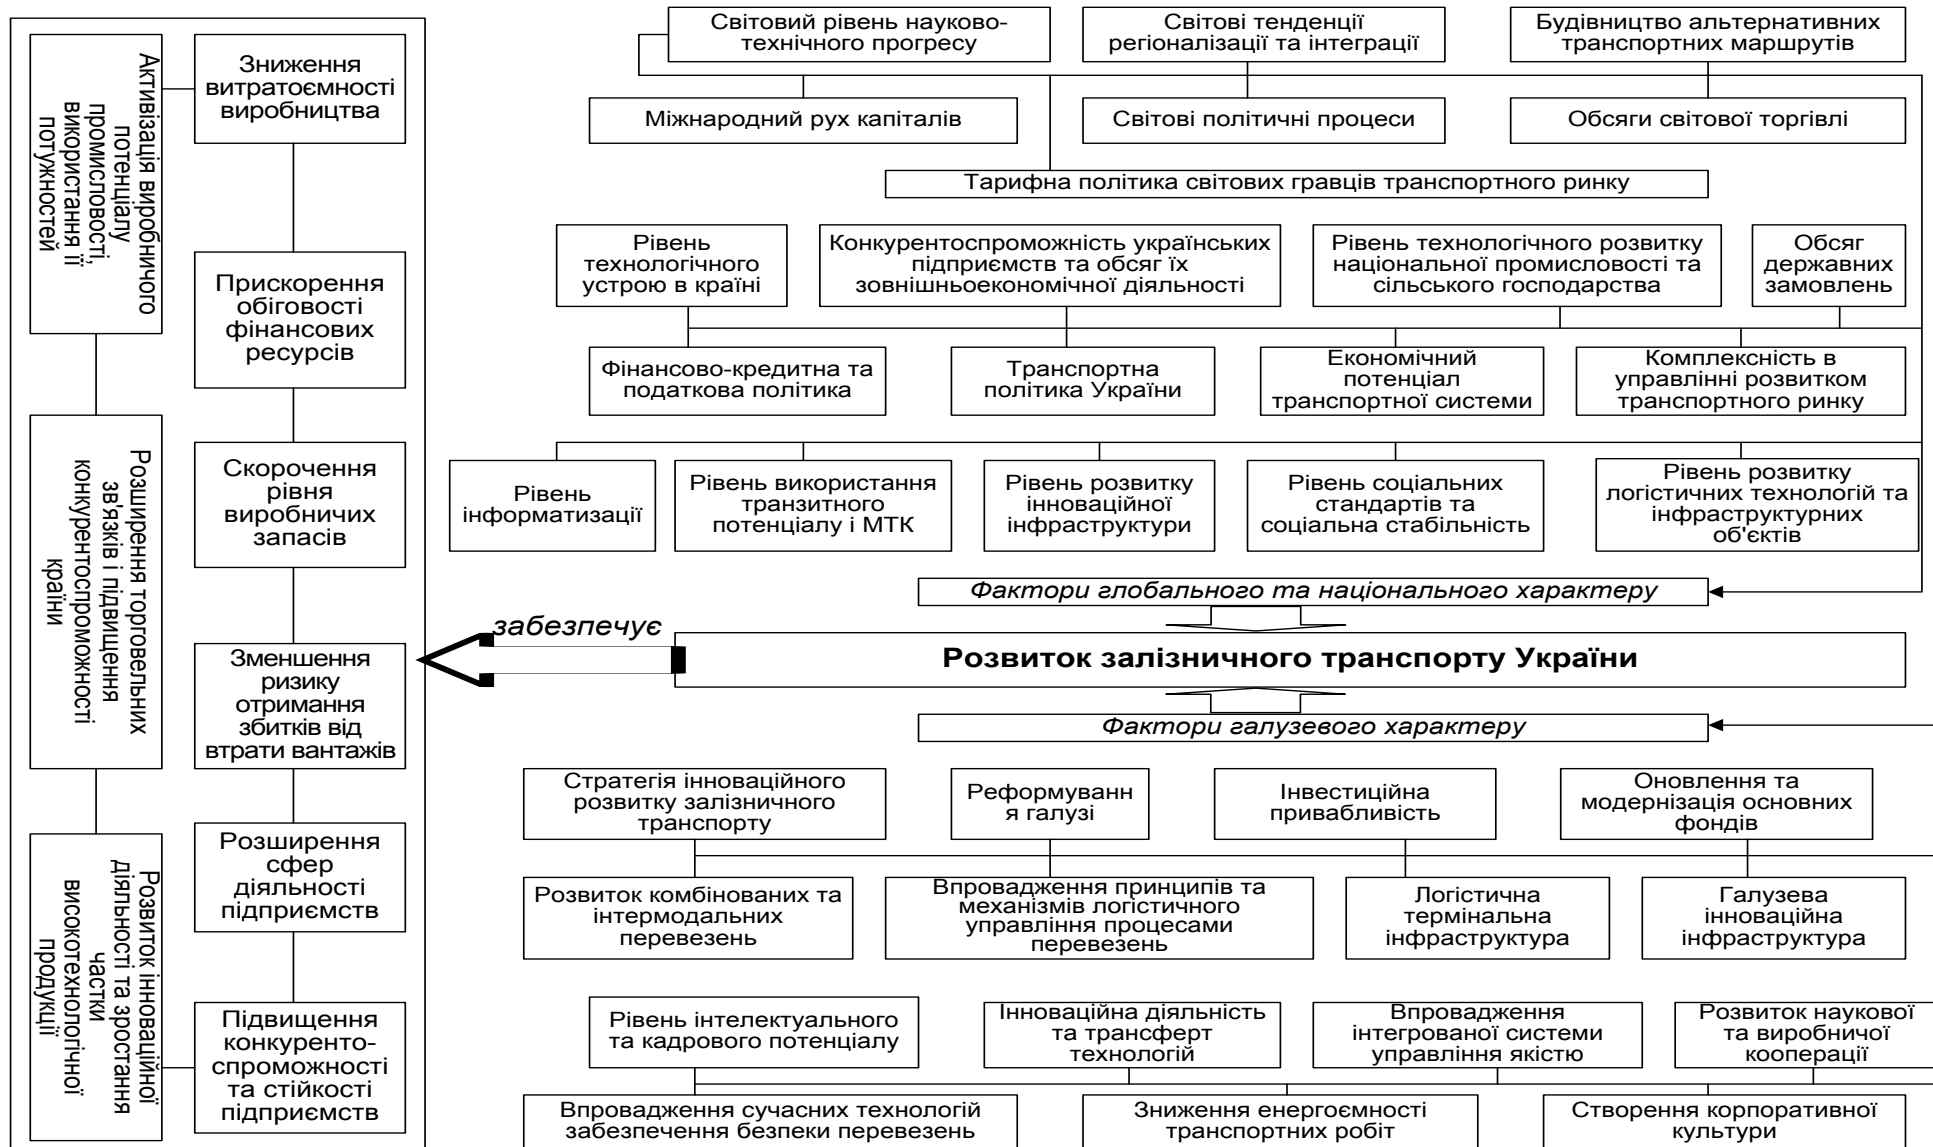 Активізація виробничого
потенціалу
промисловості,
використання її
потужностей
Розширення торговельних
зв'язків і підвищення
конкурентоспроможності
країни
Розвиток інноваційної
діяльності та зростання
частки
високотехнологічної
продукції
Зниження
витратоємності
виробництва
Прискорення
обіговості
фінансових
ресурсів
Скорочення
рівня
виробничих
запасів
Зменшення
ризику
отримання
збитків від
втрати вантажів
Розширення
сфер
діяльності
підприємств
Підвищення
конкуренто-
спроможності
та стійкості
підприємств
Світовий рівень науково-
технічного прогресу
Світові тенденції
регіоналізації та інтеграції
Будівництво альтернативних
транспортних маршрутів
Міжнародний рух капіталів
Світові політичні процеси
Обсяги світової торгівлі
Тарифна політика світових гравців транспортного ринку
Рівень
технологічного
устрою в країні
Конкурентоспроможність українських
підприємств та обсяг їх
зовнішньоекономічної діяльності
Рівень технологічного розвитку
національної промисловості та
сільського господарства
Обсяг
державних
замовлень
Фінансово-кредитна та
податкова політика
Транспортна
політика України
Економічний
потенціал
транспортної системи
Комплексність в
управлінні розвитком
транспортного ринку
Рівень
інформатизації
Рівень використання
транзитного
потенціалу і МТК
Рівень розвитку
інноваційної
інфраструктури
Рівень соціальних
стандартів та
соціальна стабільність
Рівень розвитку
логістичних технологій та
інфраструктурних
об'єктів
Фактори глобального та національного характеру
забезпечує
Розвиток залізничного транспорту України
Фактори галузевого характеру
Стратегія інноваційного
розвитку залізничного
транспорту
Реформуванн
я галузі
Інвестиційна
привабливість
Оновлення та
модернізація основних
фондів
Розвиток комбінованих та
інтермодальних
перевезень
Впровадження принципів та
механізмів логістичного
управління процесами
перевезень
Логістична
термінальна
інфраструктура
Галузева
інноваційна
інфраструктура
Рівень інтелектуального
та кадрового потенціалу
Інноваційна діяльність
та трансферт
технологій
Впровадження
інтегрованої системи
управління якістю
Розвиток наукової
та виробничої
кооперації
Впровадження сучасних технологій
забезпечення безпеки перевезень
Зниження енергоємності
транспортних робіт
Створення корпоративної
культури